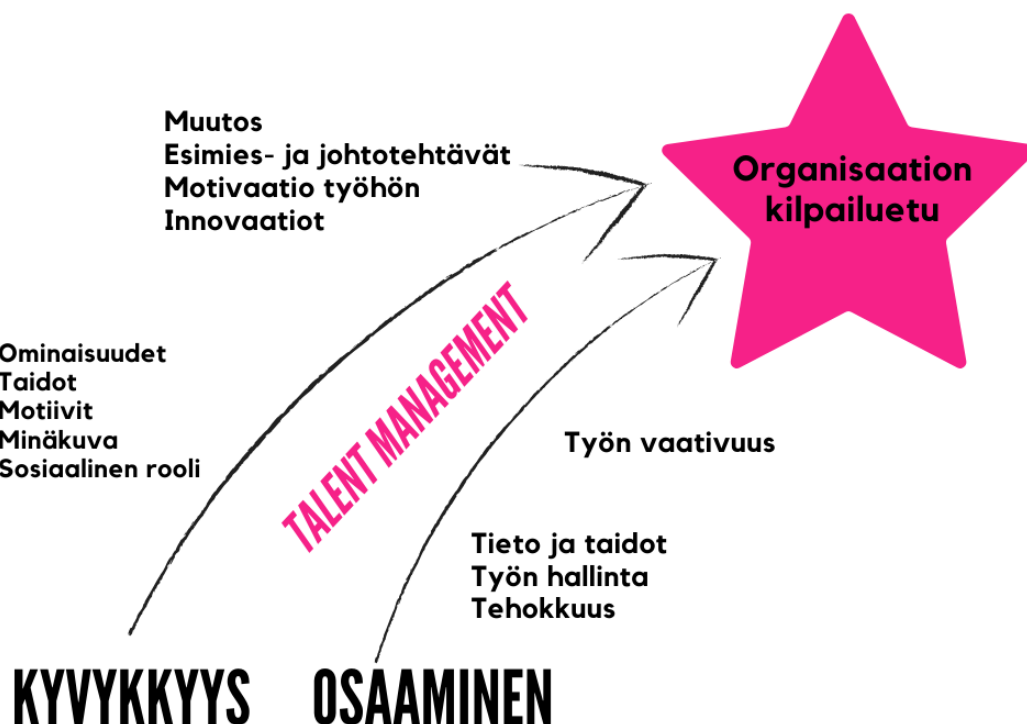 Muutos
Esimies- ja johtotehtävät
Motivaatio työhön
Innovaatiot
Organisaation
kilpailuetu
Ominaisuudet
Taidot
Motiivit
Minäkuva
Sosiaalinen rooli
TALENT MANAGEMENT
Työn vaativuus
Tieto ja taidot
Työn hallinta
Tehokkuus
KYVYKKYYS
OSAAMINEN